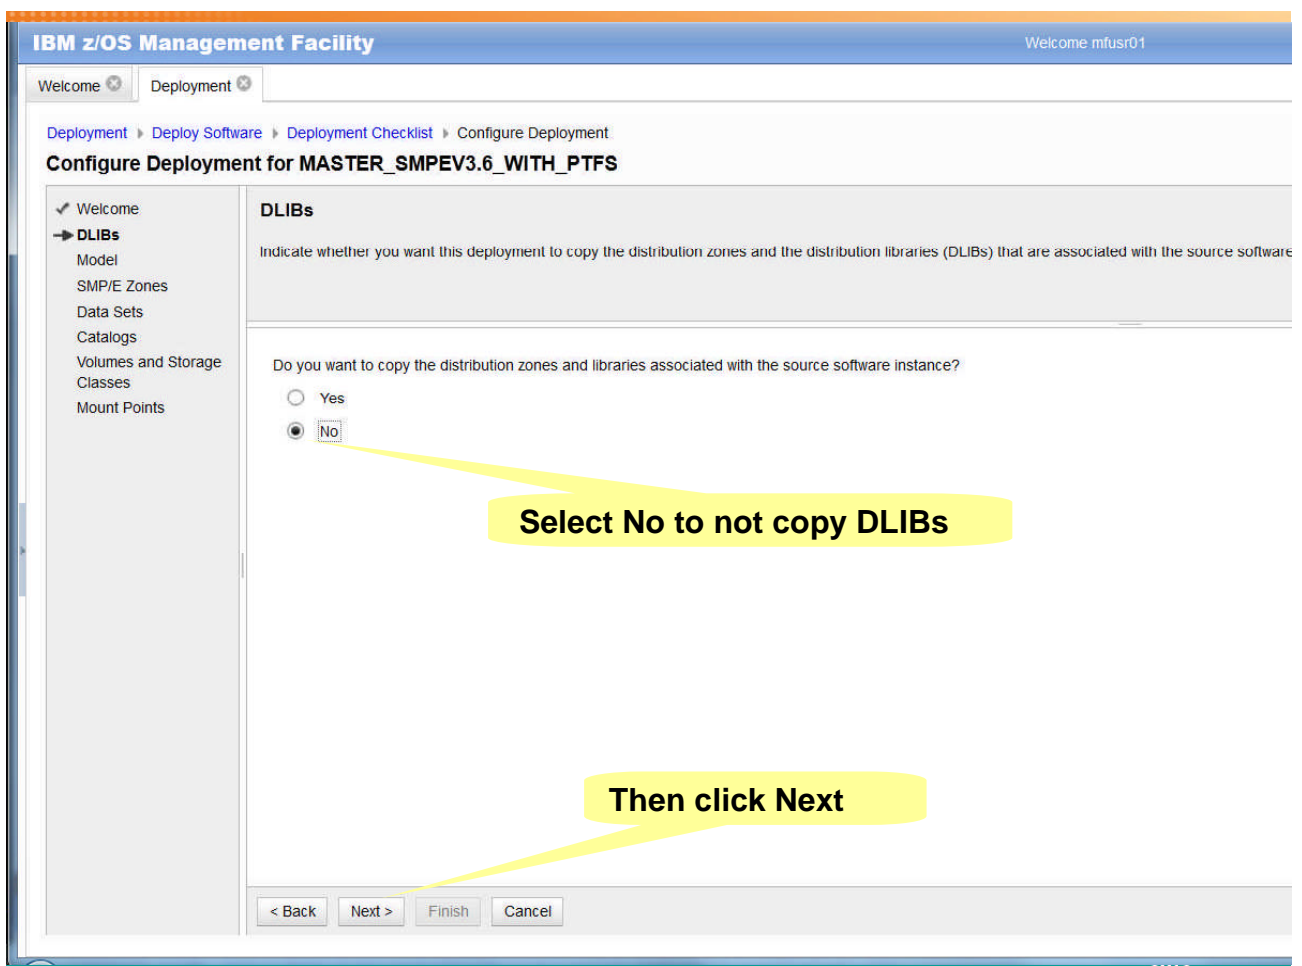 IBM z/OS Management Facility
Welcome mfusr01
Welcome
Deployment
Deployment Deploy Software Deployment Checklist Configure Deployment
Configure Deployment for MASTER_SMPEV3.6_WITH_PTFS
Welcome
DLIBs
Model
SMP/E Zones
Data Sets
Catalogs
Volumes and Storage
Classes
Mount Points
DLIBs
Indicate whether you want this deployment to copy the distribution zones and the distribution libraries (DLIBs) that are associated with the source software
Do you want to copy the distribution zones and libraries associated with the source software instance?
Yes
No
Select No to not copy DLIBs
Then click Next
< Back
Next >
Finish
Cancel